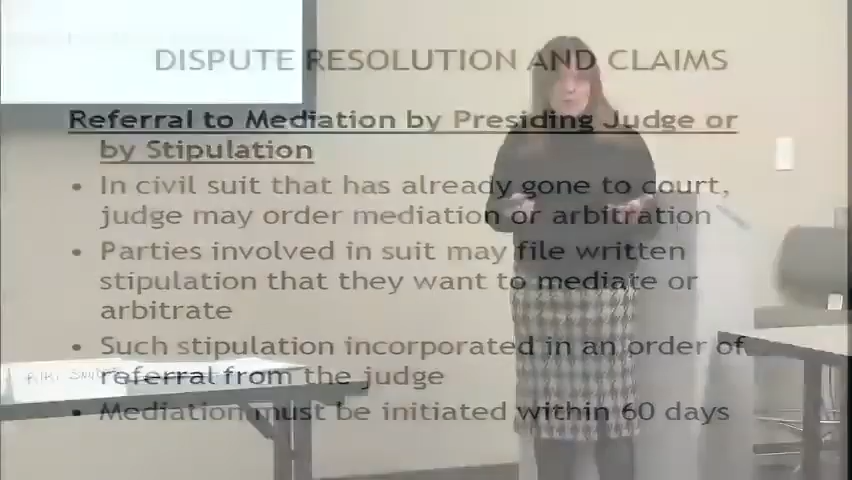 DISPUTE RESOLUTION AND CLAIMS
Referral to Mediation by Presiding Judge or
by Stipulation
• In civil suit that has already gone to court,
judge may order mediation or arbitration
• Parties involved in suit may file written
stipulation that they want to mediate or
arbitrate
• Such stipulation incorporated in an order of
referral from the judge
• Mediation must be initiated within 60 days